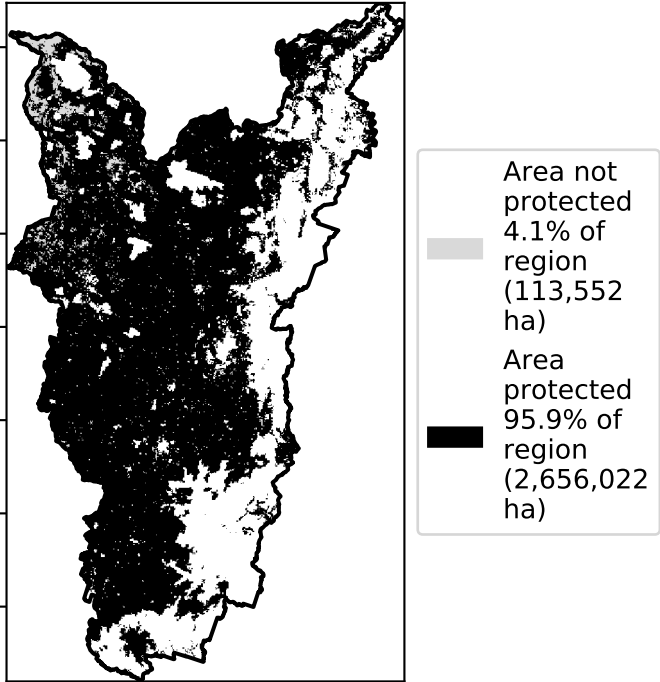 Area not
protected
4.1% of
region
(113,552
ha)
Area
protected
95.9% of
region
(2,656,022
ha)